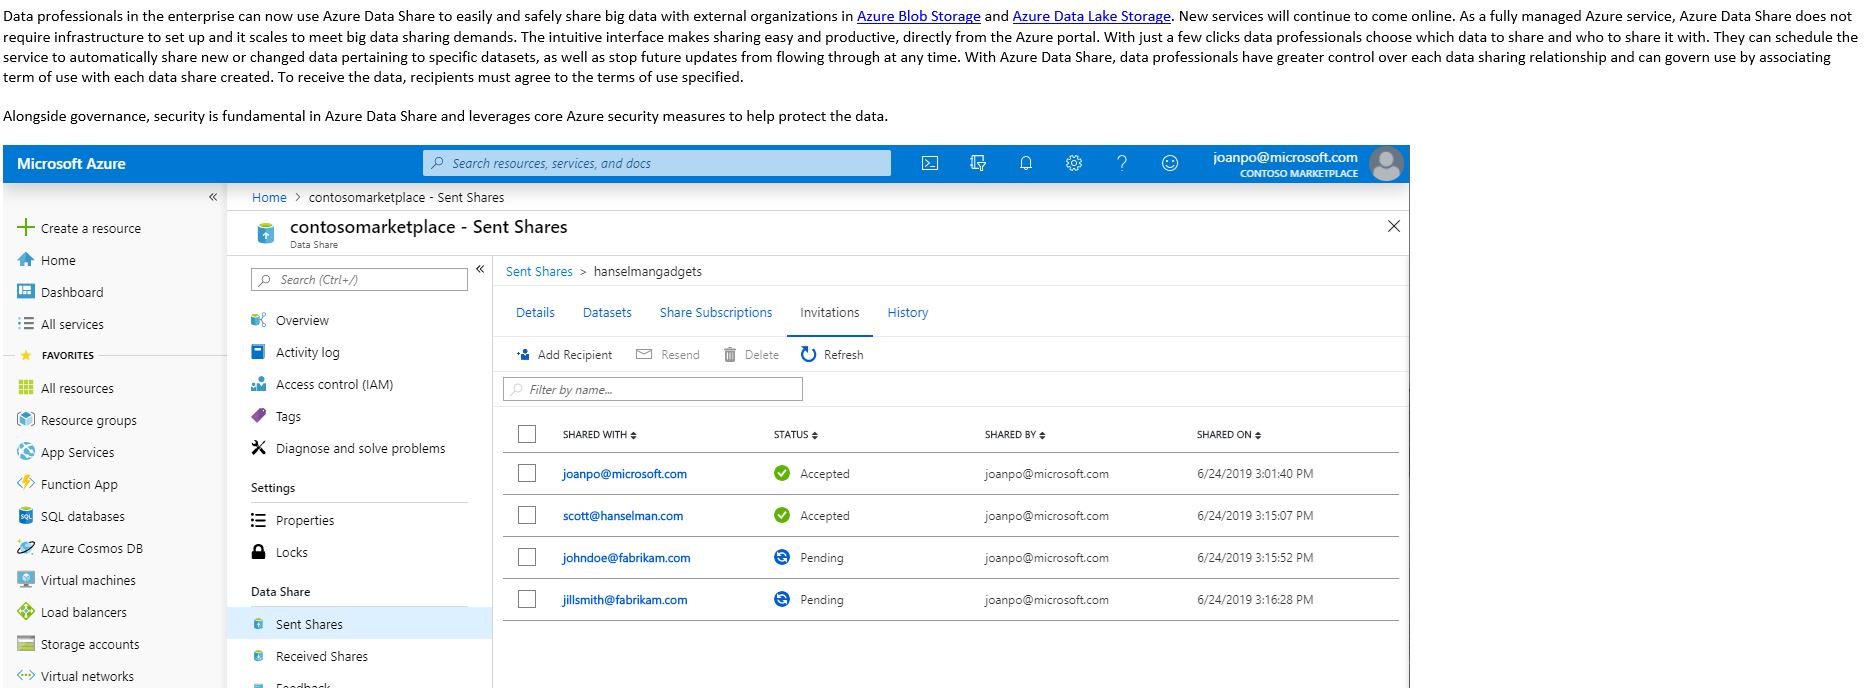 Data professionals in the enterprise can now use Azure Data Share to easily and safely share big data with external organizations in Azure Blob Storage and Azure Data Lake Storage. New services will continue to come online. As a fully managed Azure service, Azure Data Share does not
require infrastructure to set up and it scales to meet big data sharing demands. The intuitive interface makes sharing easy and productive, directly from the Azure portal. With just a few clicks data professionals choose which data to share and who to share it with. They can schedule the
service to automatically share new or changed data pertaining to specific datasets, as well as stop future updates from flowing through at any time. With Azure Data Share, data professionals have greater control over each data sharing relationship and can govern use by associating
term of use with each data share created. To receive the data, recipients must agree to the terms of use specified.
Alongside governance, security is fundamental in Azure Data Share and leverages core Azure security measures to help protect the data.
Microsoft Azure
Search resources, services, and docs
joanpo@microsoft.com
CONTOSO MARKETPLACE
Create a resource
Home
Dashboard
All services
FAVORITES
All resources
Resource groups
App Services
Function App
SQL databases
Azure Cosmos DB
Virtual machines
Load balancers
Storage accounts
Virtual networks
Home > contosomarketplace - Sent Shares
contosomarketplace - Sent Shares
Data Share
Search (Ctrl+/)
Overview
Activity log
Access control (IAM)
Tags
Diagnose and solve problems
Settings
Properties
Locks
Data Share
Sent Shares
Received Shares
Feedback
Sent Shares > hanselmangadgets
Details Datasets Share Subscriptions Invitations History
Add Recipient Resend Delete Refresh
Filter by name...
SHARED WITH STATUS SHARED BY SHARED ON
joanpo@microsoft.com Accepted joanpo@microsoft.com 6/24/2019 3:01:40 PM
scott@hanselman.com Accepted joanpo@microsoft.com 6/24/2019 3:15:07 PM
johndoe@fabrikam.com Pending joanpo@microsoft.com 6/24/2019 3:15:52 PM
jillsmith@fabrikam.com Pending joanpo@microsoft.com 6/24/2019 3:16:28 PM